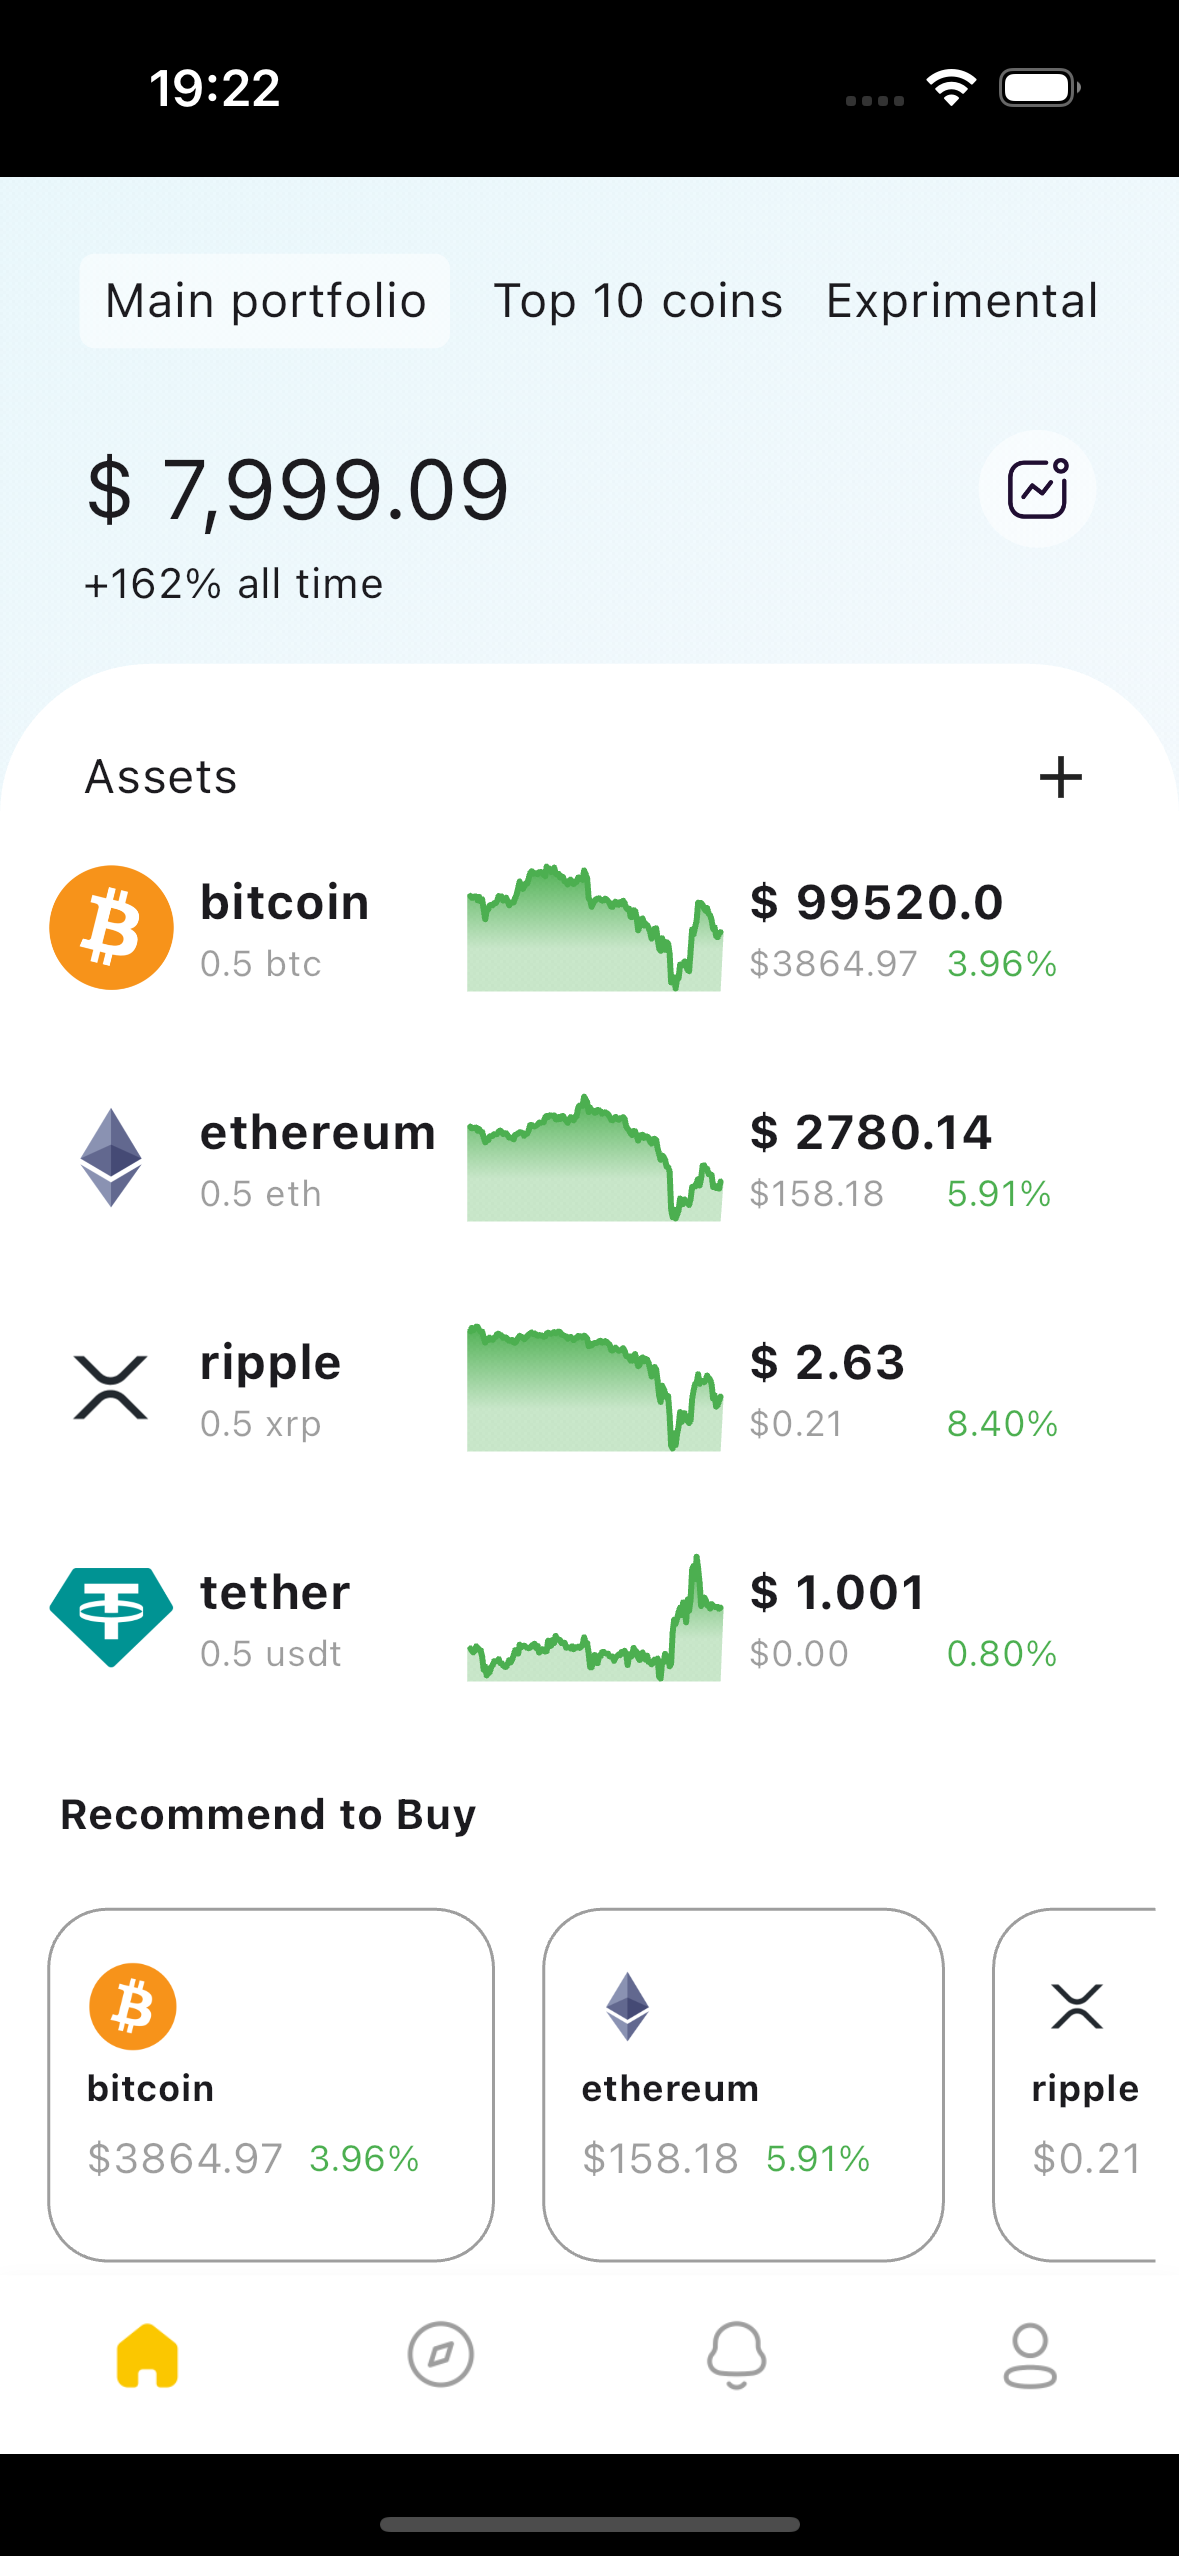 19:22
Main portfolio Top 10 coins Exprimental
$ 7,999.09
+162% all time
Assets
bitcoin $ 99520.0
0.5 btc $3864.97 3.96%
ethereum $ 2780.14
0.5 eth $158.18 5.91%
ripple $ 2.63
0.5 xrp $0.21 8.40%
tether $ 1.001
0.5 usdt $0.00 0.80%
Recommend to Buy
bitcoin ethereum ripple
$3864.97 3.96% $158.18 5.91% $0.21